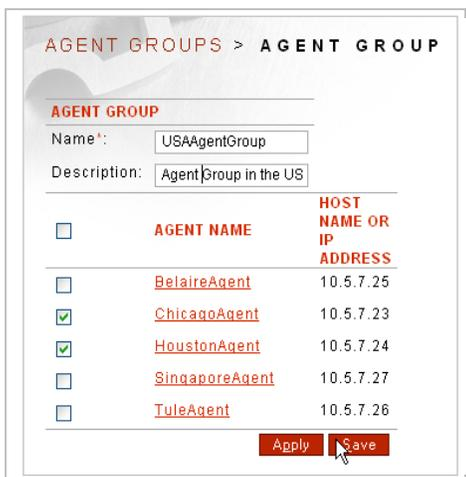 AGENT GROUPS > AGENT GROUP
AGENT GROUP
Name*: USAAgentGroup
Description: Agent Group in the US
AGENT NAME HOST NAME OR IP ADDRESS
BelaireAgent 10.5.7.25
ChicagoAgent 10.5.7.23
HoustonAgent 10.5.7.24
SingaporeAgent 10.5.7.27
TuleAgent 10.5.7.26
Apply Save